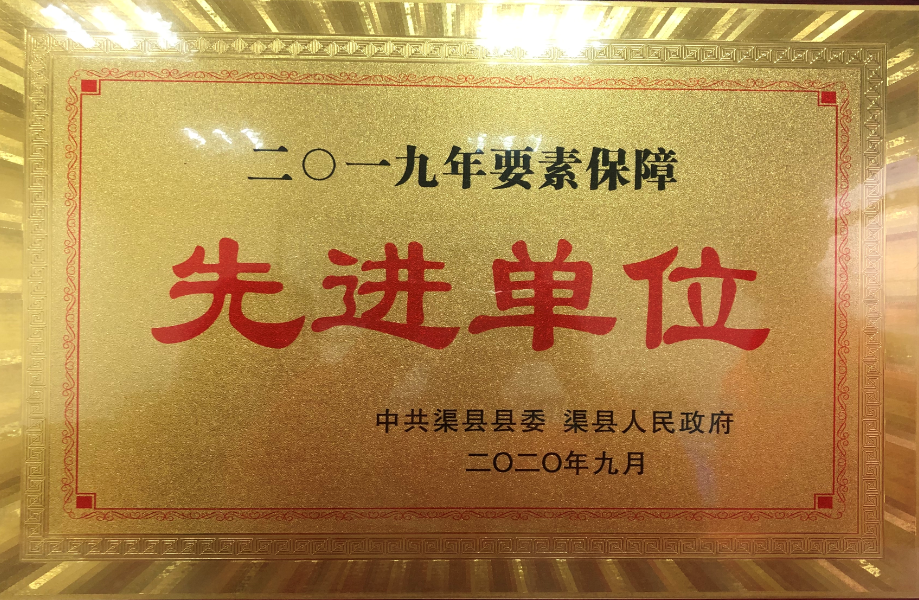 二〇一九年要素保障
先进单位
中共渠县县委 渠县人民政府
二〇二〇年九月